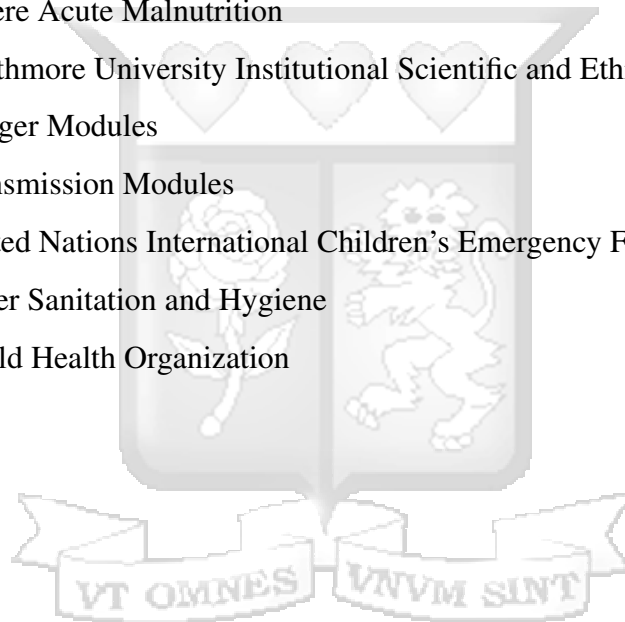 ere Acute Malnutrition
thmore University Institutional Scientific and Eth
ger Modules
nsmission Modules
ed Nations International Children's Emergency F
er Sanitation and Hygiene
ld Health Organization
VT OMNES VNVM SINT